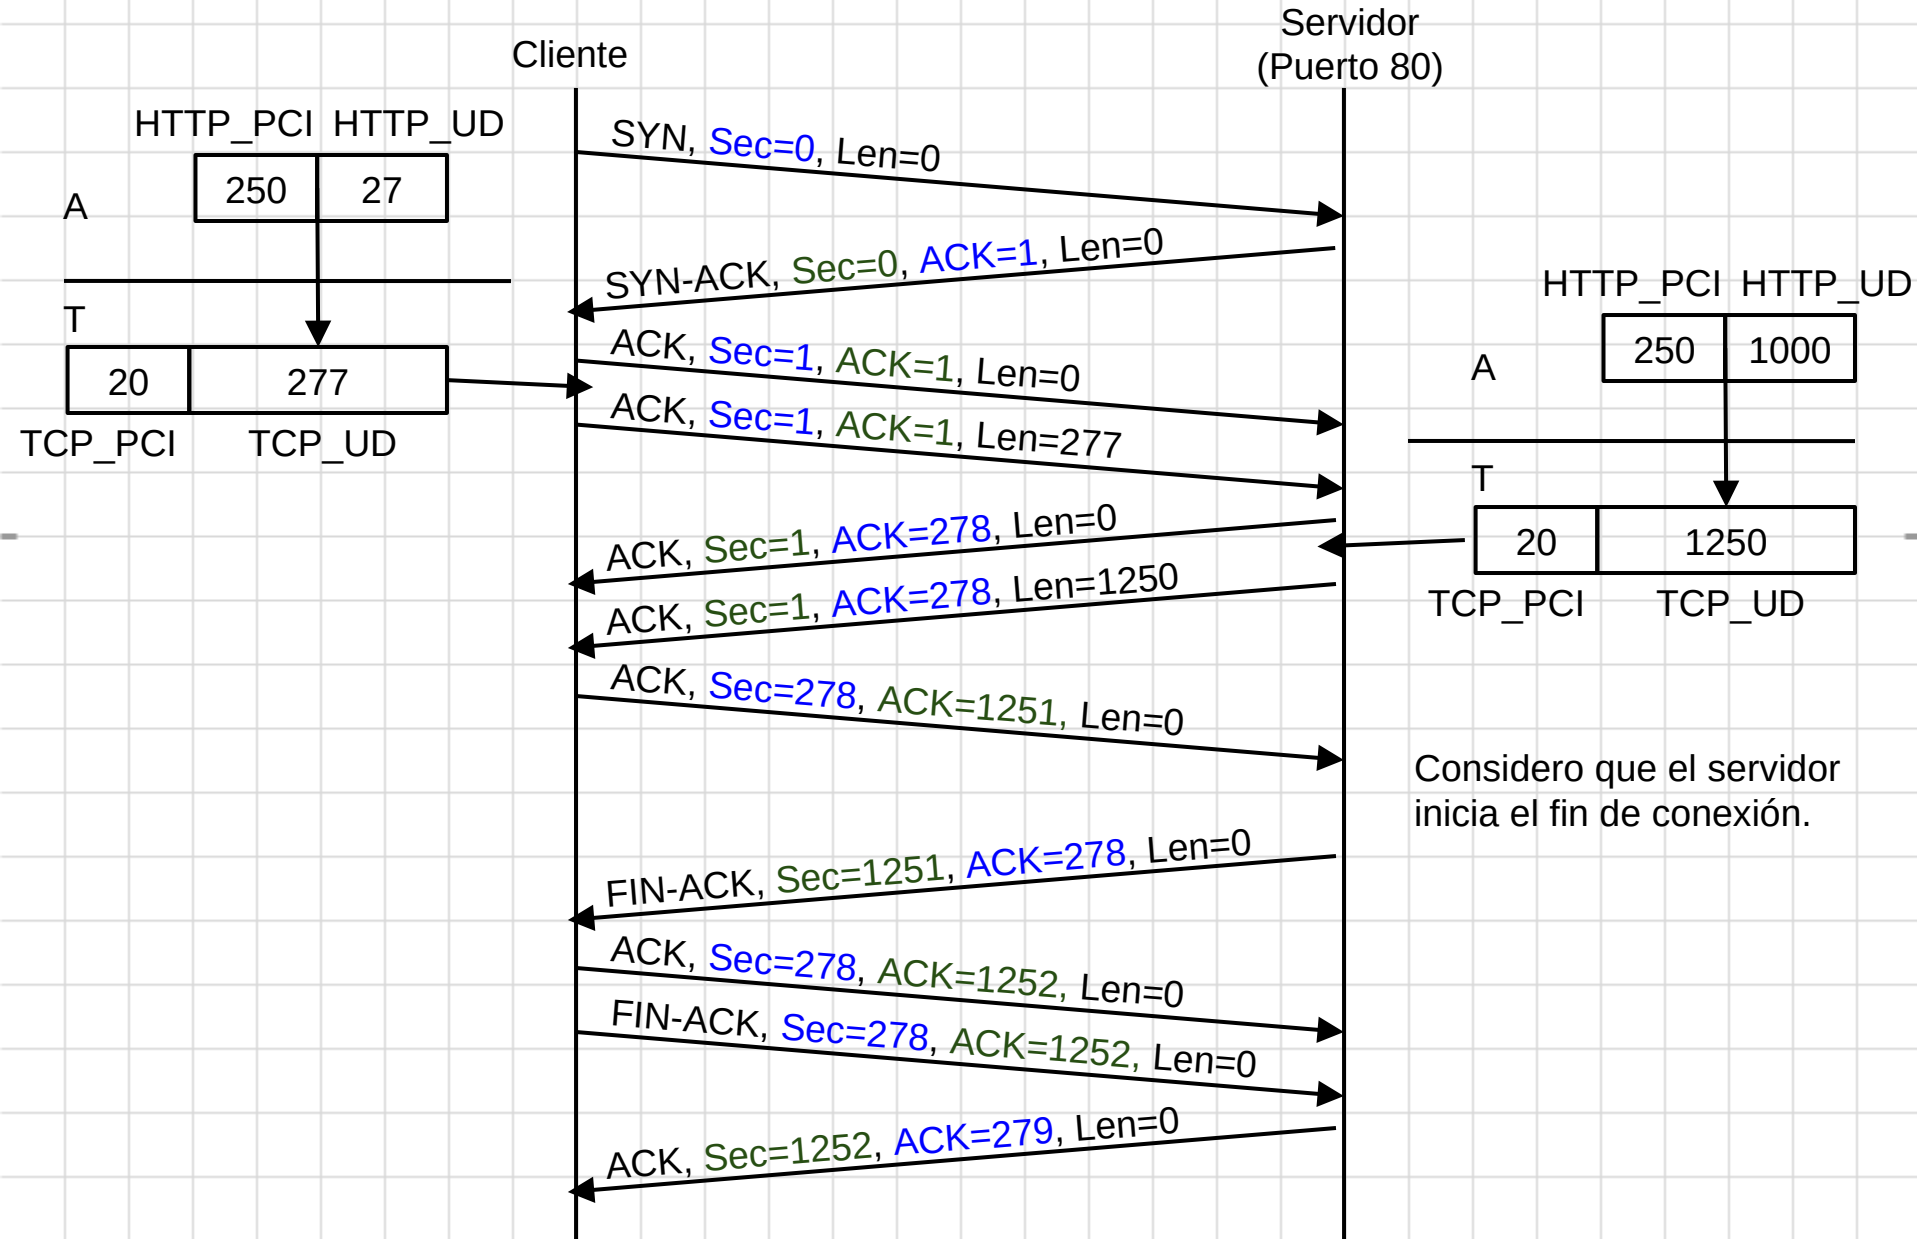 Servidor
(Puerto 80)
Cliente
HTTP_PCI HTTP_UD
250 27
A
T
20 277
TCP_PCI TCP_UD
SYN, Sec=0, Len=0
SYN-ACK, Sec=0, ACK=1, Len=0
ACK, Sec=1, ACK=1, Len=0
ACK, Sec=1, ACK=1, Len=277
HTTP_PCI HTTP_UD
250 1000
A
T
20 1250
TCP_PCI TCP_UD
ACK, Sec=1, ACK=278, Len=0
ACK, Sec=1, ACK=278, Len=1250
ACK, Sec=278, ACK=1251, Len=0
Considero que el servidor
inicia el fin de conexión.
FIN-ACK, Sec=1251, ACK=278, Len=0
ACK, Sec=278, ACK=1252, Len=0
FIN-ACK, Sec=278, ACK=1252, Len=0
ACK, Sec=1252, ACK=279, Len=0